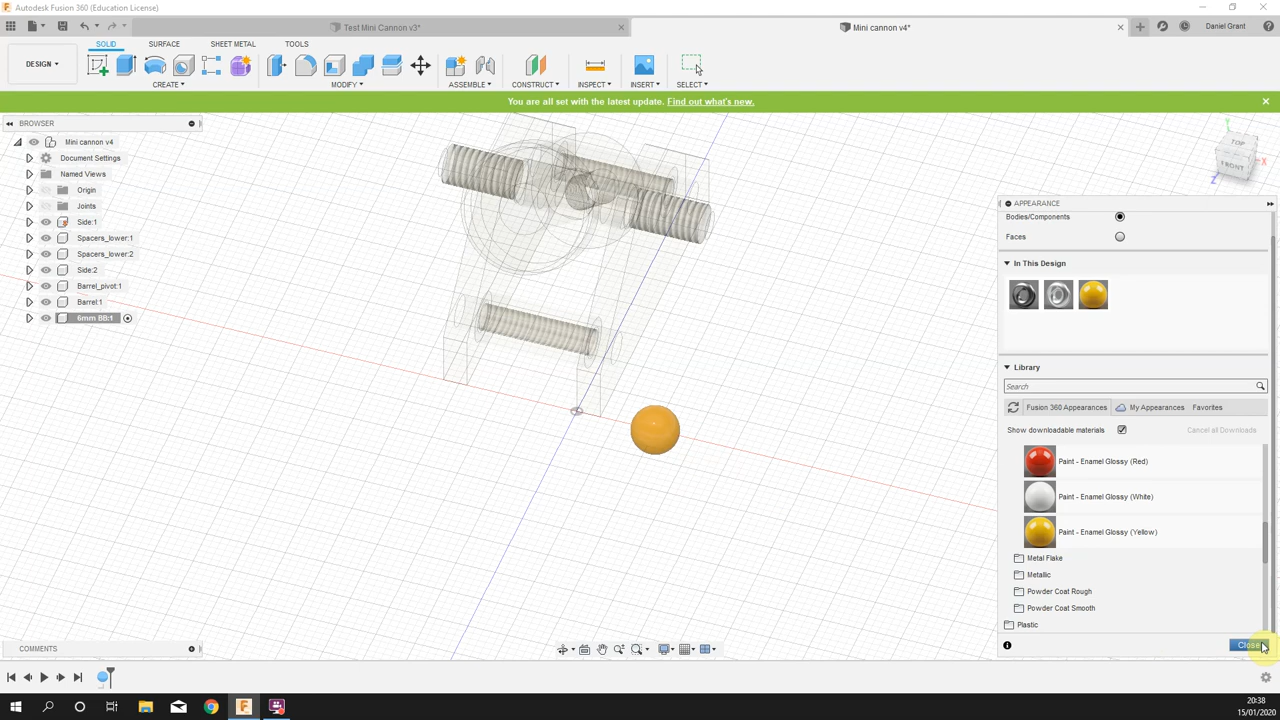 Autodesk Fusion 360 (Education License)
Test Mini Cannon v3*
Mini cannon v4*
Daniel Grant
SOLID SURFACE SHEET METAL TOOLS
DESIGN
CREATE MODIFY ASSEMBLE CONSTRUCT INSPECT INSERT SELECT
You are all set with the latest update. Find out what's new.
BROWSER
Mini cannon v4
Document Settings
Named Views
Origin
Joints
Side:1
Spacers_lower:1
Spacers_lower:2
Side:2
Barrel_pivot:1
Barrel:1
6mm BB:1
TOP
FRONT
X
Y
Z
APPEARANCE
Bodies/Components
Faces
In This Design
Library
Search
Fusion 360 Appearances My Appearances Favorites
Show downloadable materials Cancel all Downloads
Paint - Enamel Glossy (Red)
Paint - Enamel Glossy (White)
Paint - Enamel Glossy (Yellow)
Metal Flake
Metallic
Powder Coat Rough
Powder Coat Smooth
Plastic
Close
COMMENTS
20:38
15/01/2020